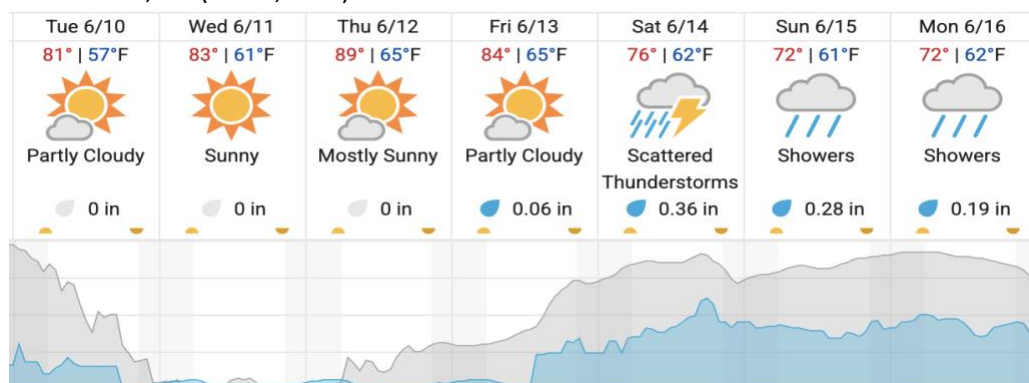 Tue 6/10 Wed 6/11 Thu 6/12 Fri 6/13 Sat 6/14 Sun 6/15 Mon 6/16
81° | 57°F 83° | 61°F 89° | 65°F 84° | 65°F 76° | 62°F 72° | 61°F 72° | 62°F
Partly Cloudy Sunny Mostly Sunny Partly Cloudy Scattered Showers Showers
Thunderstorms
0 in 0 in 0 in 0.06 in 0.36 in 0.28 in 0.19 in